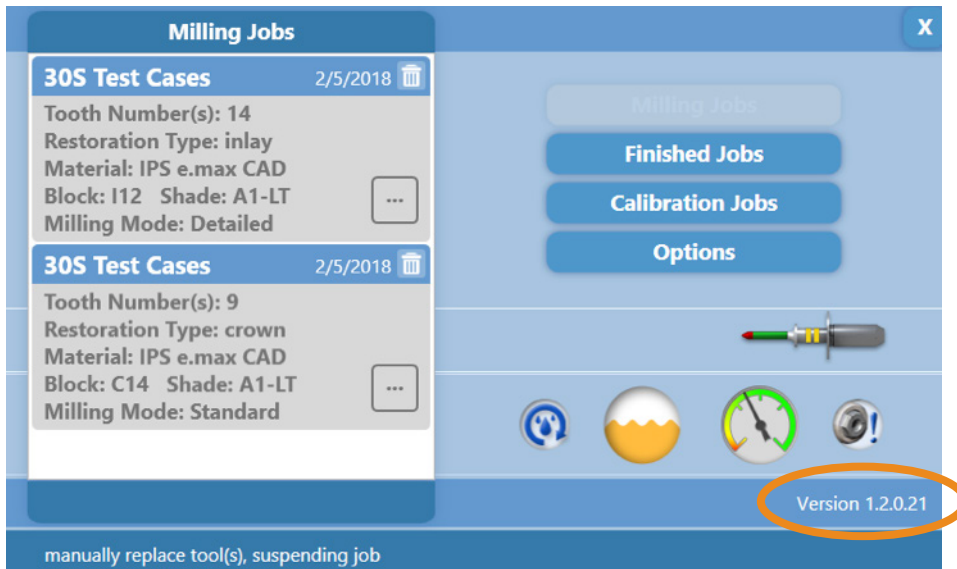 Milling Jobs
X
30S Test Cases 2/5/2018
Tooth Number(s): 14
Restoration Type: inlay
Material: IPS e.max CAD
Block: I12 Shade: A1-LT
...
Milling Mode: Detailed
30S Test Cases 2/5/2018
Tooth Number(s): 9
Restoration Type: crown
Material: IPS e.max CAD
Block: C14 Shade: A1-LT
...
Milling Mode: Standard
Milling Jobs
Finished Jobs
Calibration Jobs
Options
!
Version 1.2.0.21
manually replace tool(s), suspending job